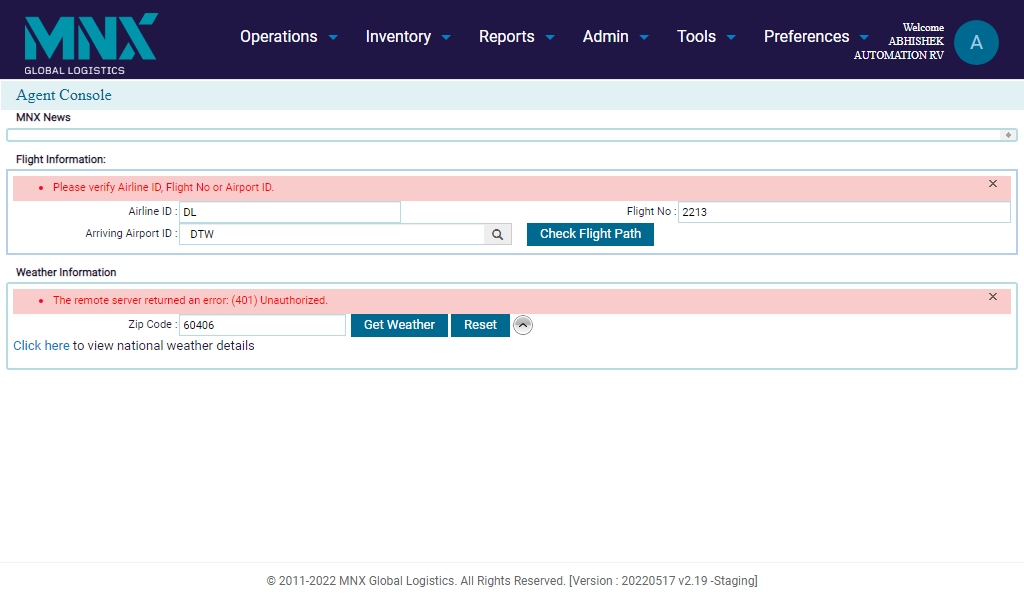 MNX
GLOBAL LOGISTICS
Operations Inventory Reports Admin Tools Preferences
Welcome
ABHISHEK
AUTOMATION RV
A
Agent Console
MNX News
Flight Information:
Please verify Airline ID, Flight No or Airport ID.
Airline ID : DL Flight No : 2213
Arriving Airport ID : DTW Check Flight Path
Weather Information
The remote server returned an error: (401) Unauthorized.
Zip Code : 60406 Get Weather Reset
Click here to view national weather details
© 2011-2022 MNX Global Logistics. All Rights Reserved. [Version : 20220517 v2.19 -Staging]